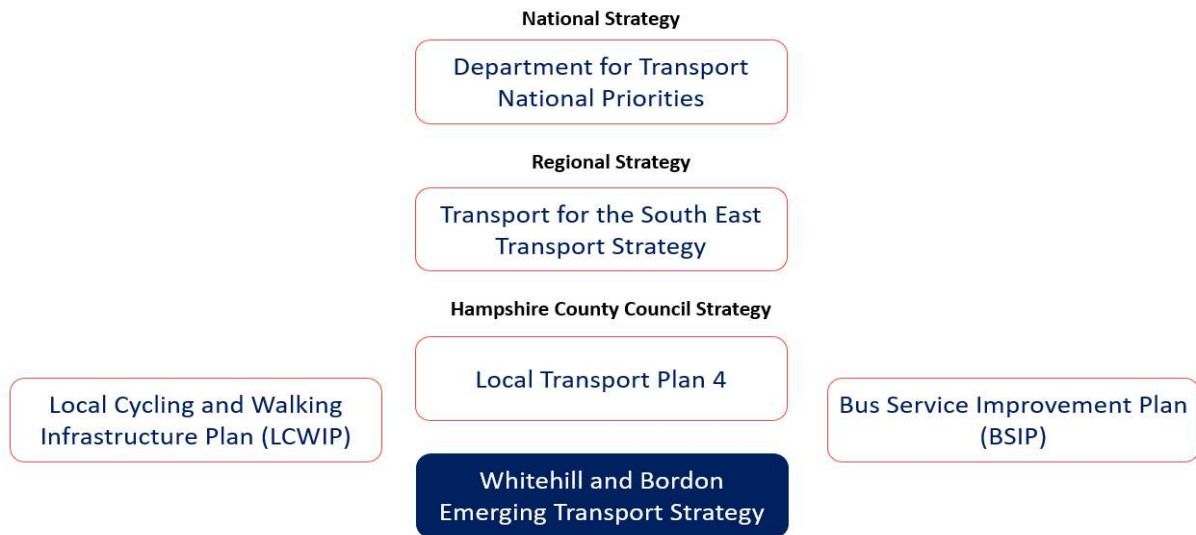 National Strategy
Department for Transport
National Priorities
Regional Strategy
Transport for the South East
Transport Strategy
Hampshire County Council Strategy
Local Transport Plan 4
Local Cycling and Walking
Infrastructure Plan (LCWIP)
Bus Service Improvement Plan
(BSIP)
Whitehill and Bordon
Emerging Transport Strategy